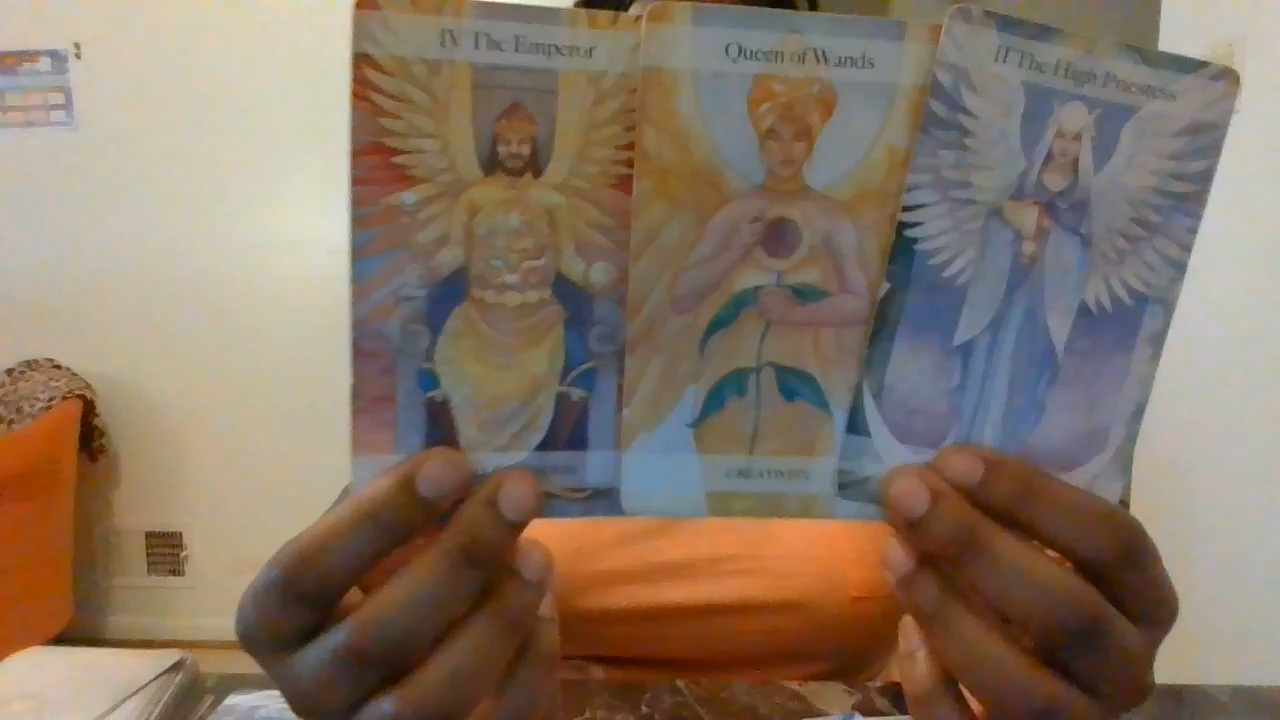 IV The Emperor
Queen of Wands
II The High Priestess
CREATIVITY